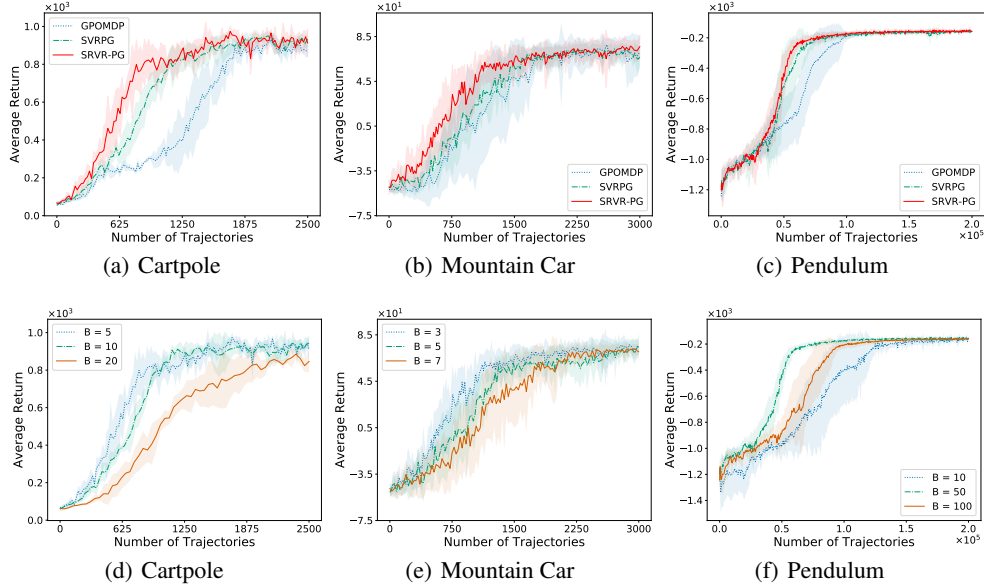 ×10³
1.0
0.8
0.6
0.4
0.2
0.0
0 625 1250 1875 2500
Average Return
Number of Trajectories
GPOMDP
SVRPG
SRVR-PG
(a) Cartpole
×10¹
8.5
4.5
0.5
−3.5
−7.5
0 750 1500 2250 3000
Average Return
Number of Trajectories
GPOMDP
SVRPG
SRVR-PG
(b) Mountain Car
×10³
−0.2
−0.4
−0.6
−0.8
−1.0
−1.2
0.0 0.5 1.0 1.5 2.0
×10⁵
Average Return
Number of Trajectories
GPOMDP
SVRPG
SRVR-PG
(c) Pendulum
×10³
1.0
0.8
0.6
0.4
0.2
0.0
0 625 1250 1875 2500
Average Return
Number of Trajectories
B = 5
B = 10
B = 20
(d) Cartpole
×10¹
8.5
4.5
0.5
−3.5
−7.5
0 750 1500 2250 3000
Average Return
Number of Trajectories
B = 3
B = 5
B = 7
(e) Mountain Car
×10³
−0.2
−0.4
−0.6
−0.8
−1.0
−1.2
−1.4
0.0 0.5 1.0 1.5 2.0
×10⁵
Average Return
Number of Trajectories
B = 10
B = 50
B = 100
(f) Pendulum